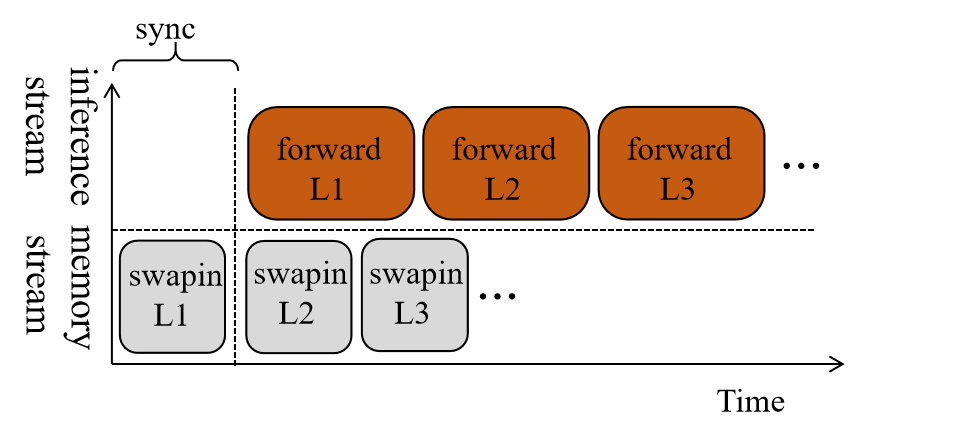 sync
inference
stream
forward
L1
forward
L2
forward
L3
...
memory
stream
swapin
L1
swapin
L2
swapin
L3
...
Time